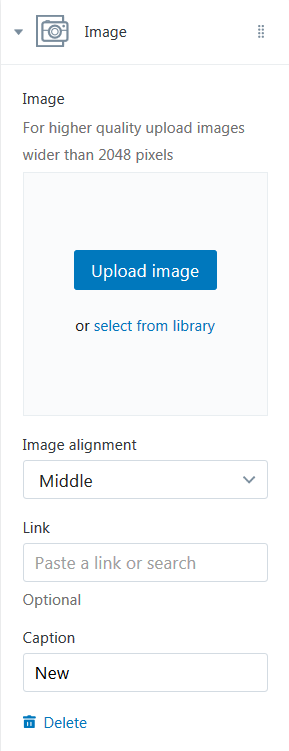 Image
Image
For higher quality upload images
wider than 2048 pixels
Upload image
or select from library
Image alignment
Middle
Link
Paste a link or search
Optional
Caption
New
Delete